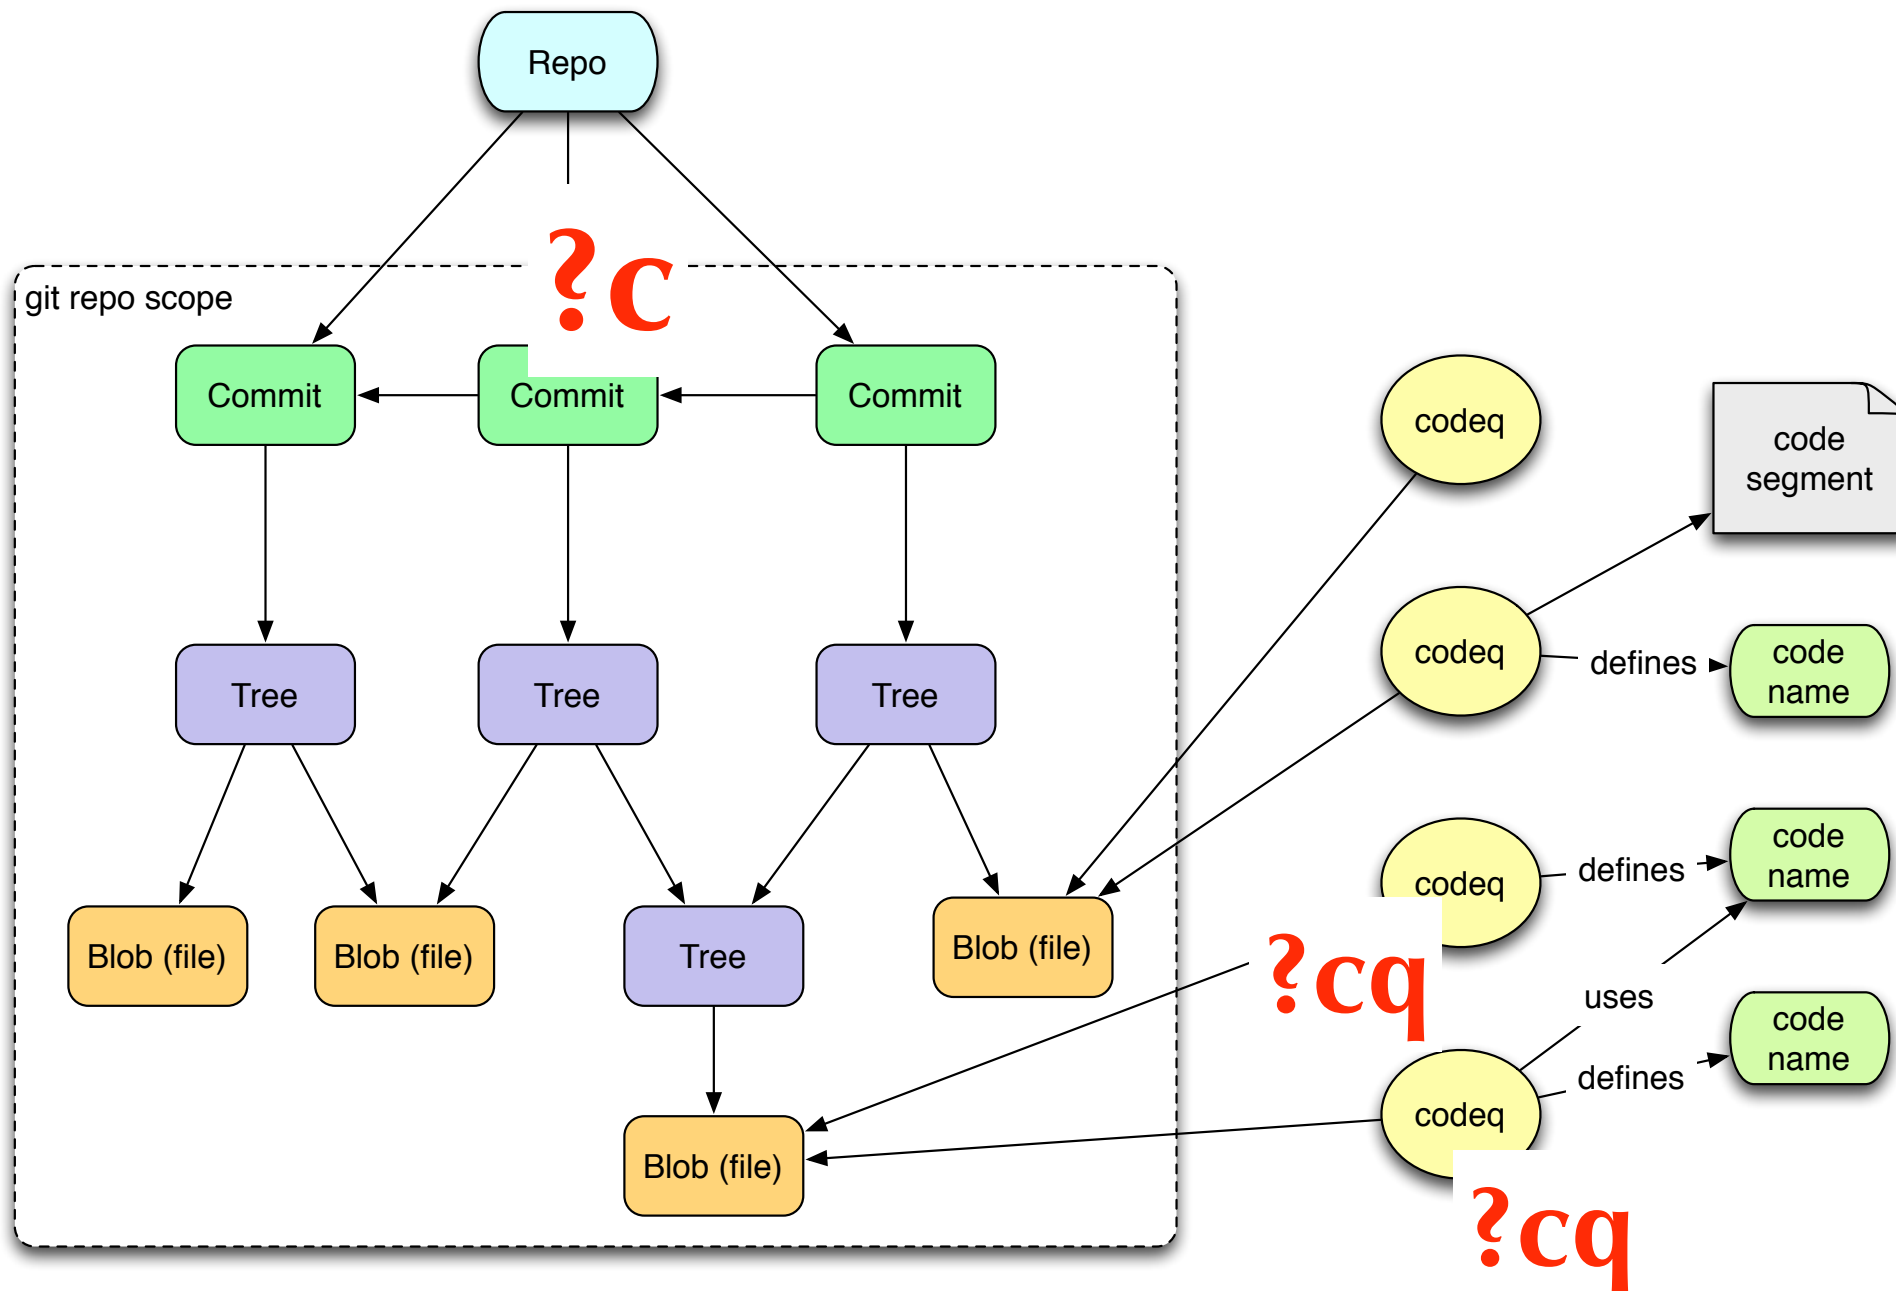 Repo
?c
git repo scope
Commit
Commit
Commit
codeq
code
segment
Tree
Tree
Tree
codeq
defines
code
name
codeq
defines
code
name
Blob (file)
Blob (file)
Tree
Blob (file)
?cq
uses
code
name
defines
codeq
Blob (file)
?cq